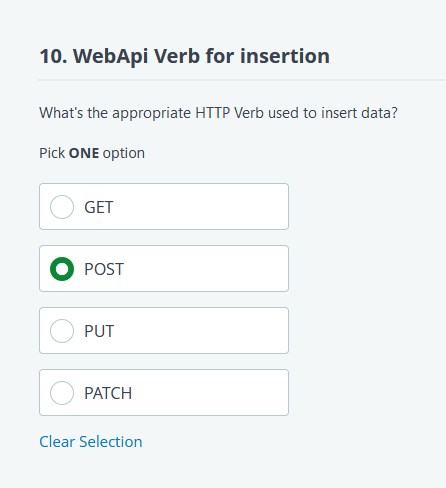 10. WebApi Verb for insertion
What's the appropriate HTTP Verb used to insert data?
Pick ONE option
GET
POST
PUT
PATCH
Clear Selection